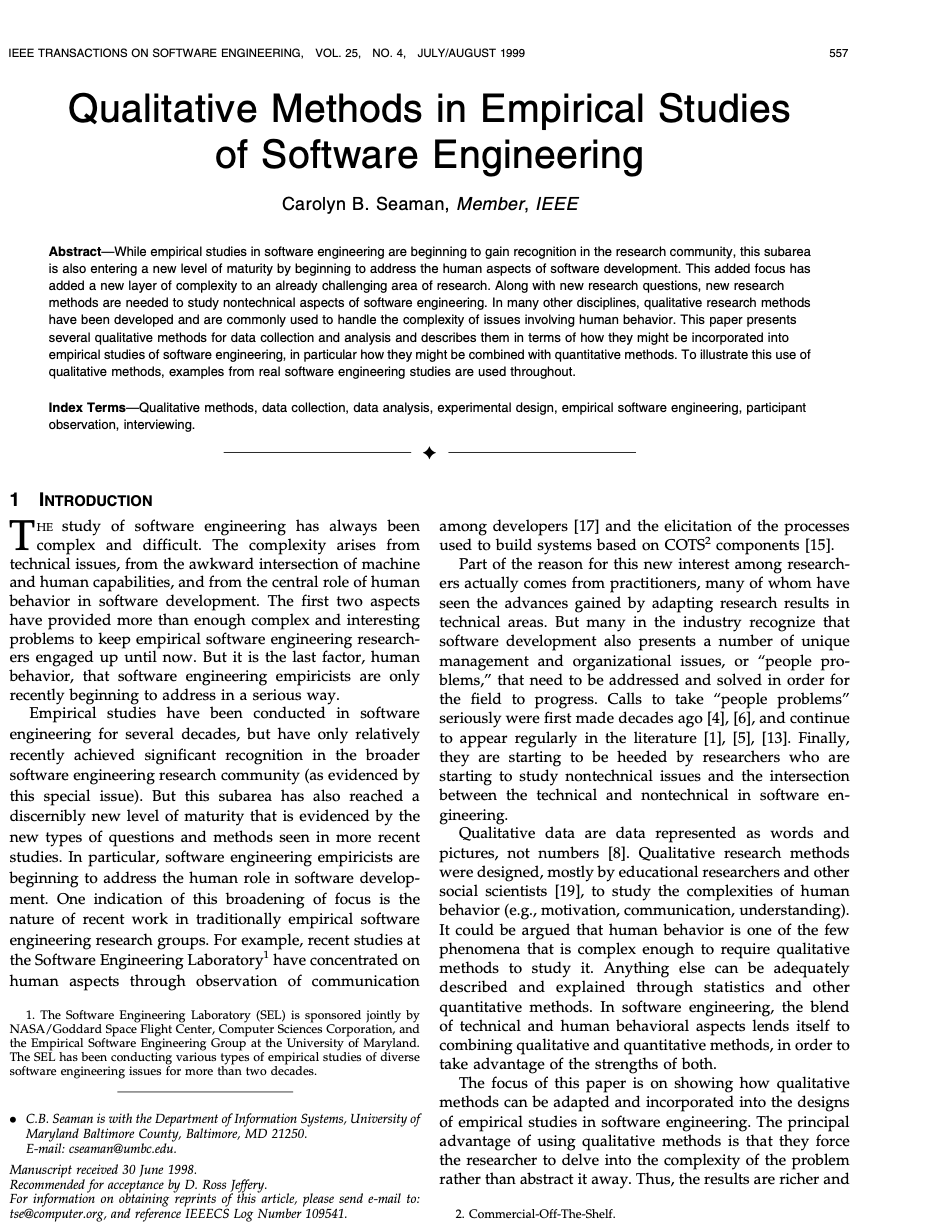 IEEE TRANSACTIONS ON SOFTWARE ENGINEERING, VOL. 25, NO. 4, JULY/AUGUST 1999 557
Qualitative Methods in Empirical Studies
of Software Engineering
Carolyn B. Seaman, Member, IEEE
Abstract—While empirical studies in software engineering are beginning to gain recognition in the research community, this subarea
is also entering a new level of maturity by beginning to address the human aspects of software development. This added focus has
added a new layer of complexity to an already challenging area of research. Along with new research questions, new research
methods are needed to study nontechnical aspects of software engineering. In many other disciplines, qualitative research methods
have been developed and are commonly used to handle the complexity of issues involving human behavior. This paper presents
several qualitative methods for data collection and analysis and describes them in terms of how they might be incorporated into
empirical studies of software engineering, in particular how they might be combined with quantitative methods. To illustrate this use of
qualitative methods, examples from real software engineering studies are used throughout.
Index Terms—Qualitative methods, data collection, data analysis, experimental design, empirical software engineering, participant
observation, interviewing.
1 INTRODUCTION
THE study of software engineering has always been
complex and difficult. The complexity arises from
technical issues, from the awkward intersection of machine
and human capabilities, and from the central role of human
behavior in software development. The first two aspects
have provided more than enough complex and interesting
problems to keep empirical software engineering research-
ers engaged up until now. But it is the last factor, human
behavior, that software engineering empiricists are only
recently beginning to address in a serious way.
Empirical studies have been conducted in software
engineering for several decades, but have only relatively
recently achieved significant recognition in the broader
software engineering research community (as evidenced by
this special issue). But this subarea has also reached a
discernibly new level of maturity that is evidenced by the
new types of questions and methods seen in more recent
studies. In particular, software engineering empiricists are
beginning to address the human role in software develop-
ment. One indication of this broadening of focus is the
nature of recent work in traditionally empirical software
engineering research groups. For example, recent studies at
the Software Engineering Laboratory1 have concentrated on
human aspects through observation of communication
1. The Software Engineering Laboratory (SEL) is sponsored jointly by
NASA/Goddard Space Flight Center, Computer Sciences Corporation, and
the Empirical Software Engineering Group at the University of Maryland.
The SEL has been conducting various types of empirical studies of diverse
software engineering issues for more than two decades.
• C.B. Seaman is with the Department of Information Systems, University of
Maryland Baltimore County, Baltimore, MD 21250.
E-mail: cseaman@umbc.edu.
Manuscript received 30 June 1998.
Recommended for acceptance by D. Ross Jeffery.
For information on obtaining reprints of this article, please send e-mail to:
tse@computer.org, and reference IEEECS Log Number 109541.
among developers [17] and the elicitation of the processes
used to build systems based on COTS2 components [15].
Part of the reason for this new interest among research-
ers actually comes from practitioners, many of whom have
seen the advances gained by adapting research results in
technical areas. But many in the industry recognize that
software development also presents a number of unique
management and organizational issues, or “people pro-
blems,” that need to be addressed and solved in order for
the field to progress. Calls to take “people problems”
seriously were first made decades ago [4], [6], and continue
to appear regularly in the literature [1], [5], [13]. Finally,
they are starting to be heeded by researchers who are
starting to study nontechnical issues and the intersection
between the technical and nontechnical in software en-
gineering.
Qualitative data are data represented as words and
pictures, not numbers [8]. Qualitative research methods
were designed, mostly by educational researchers and other
social scientists [19], to study the complexities of human
behavior (e.g., motivation, communication, understanding).
It could be argued that human behavior is one of the few
phenomena that is complex enough to require qualitative
methods to study it. Anything else can be adequately
described and explained through statistics and other
quantitative methods. In software engineering, the blend
of technical and human behavioral aspects lends itself to
combining qualitative and quantitative methods, in order to
take advantage of the strengths of both.
The focus of this paper is on showing how qualitative
methods can be adapted and incorporated into the designs
of empirical studies in software engineering. The principal
advantage of using qualitative methods is that they force
the researcher to delve into the complexity of the problem
rather than abstract it away. Thus, the results are richer and
2. Commercial-Off-The-Shelf.